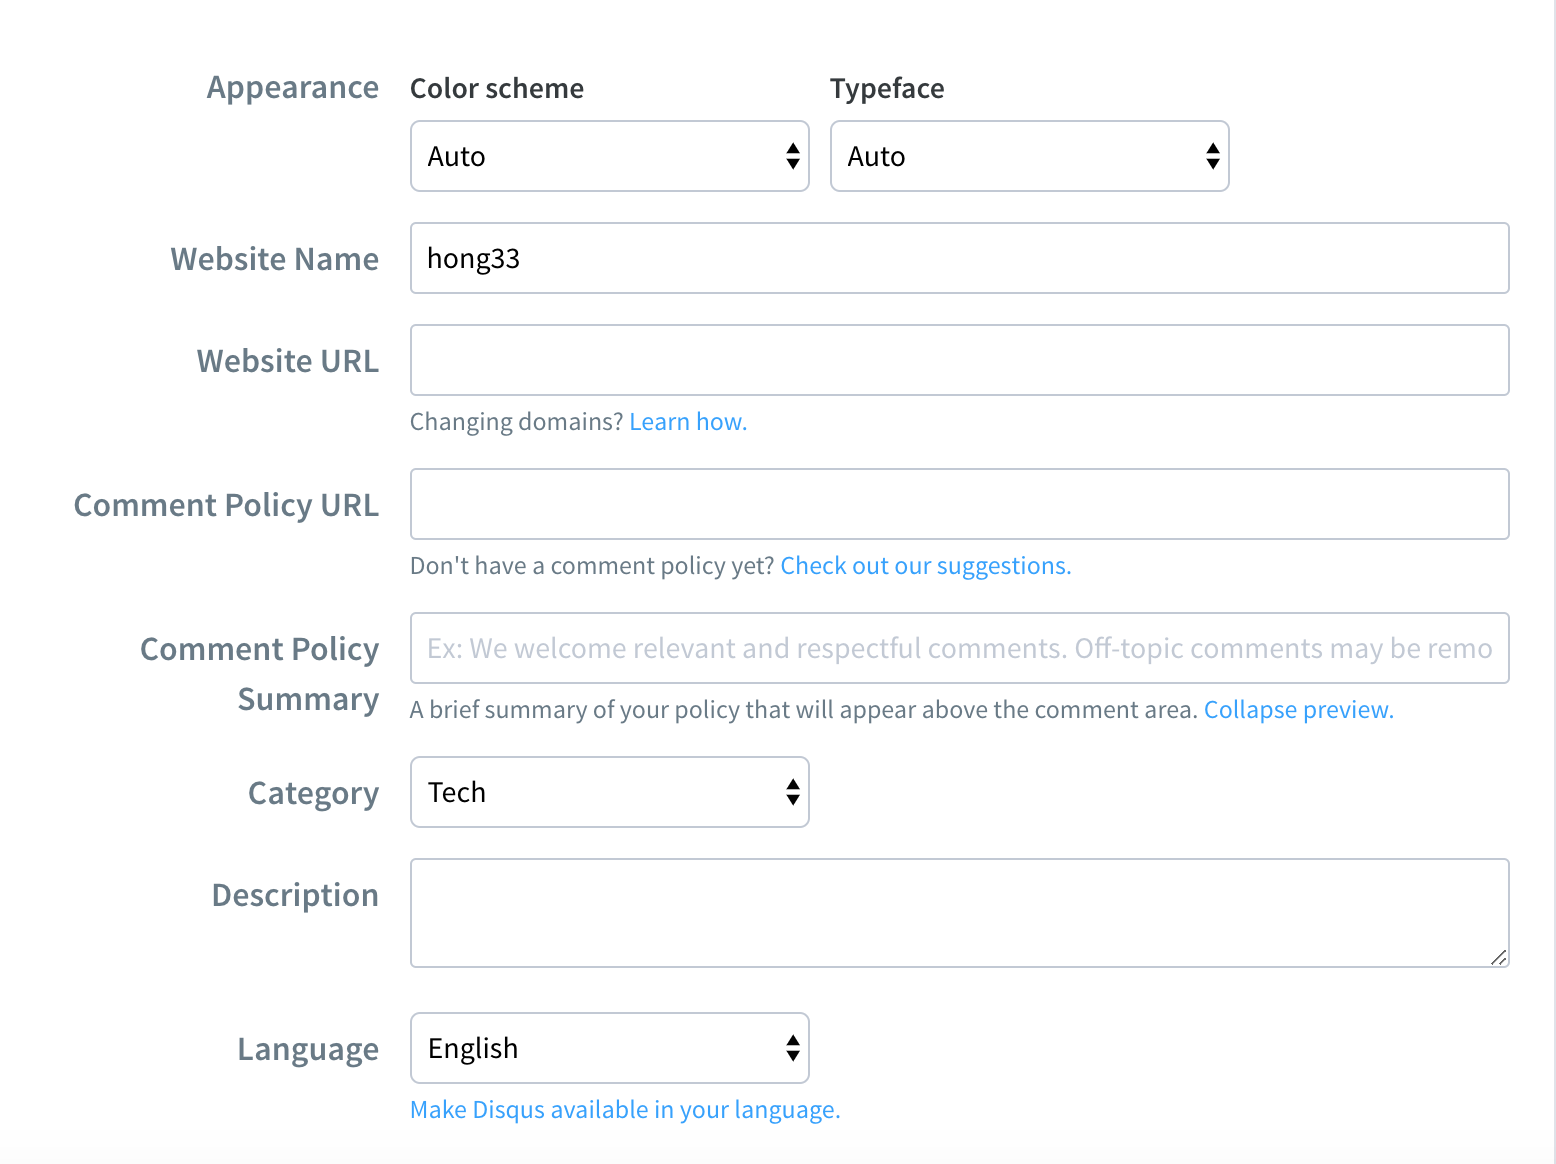 Appearance
Color scheme
Typeface
Auto
Auto
Website Name
hong33
Website URL
Changing domains? Learn how.
Comment Policy URL
Don't have a comment policy yet? Check out our suggestions.
Comment Policy
Summary
Ex: We welcome relevant and respectful comments. Off-topic comments may be remo
A brief summary of your policy that will appear above the comment area. Collapse preview.
Category
Tech
Description
Language
English
Make Disqus available in your language.